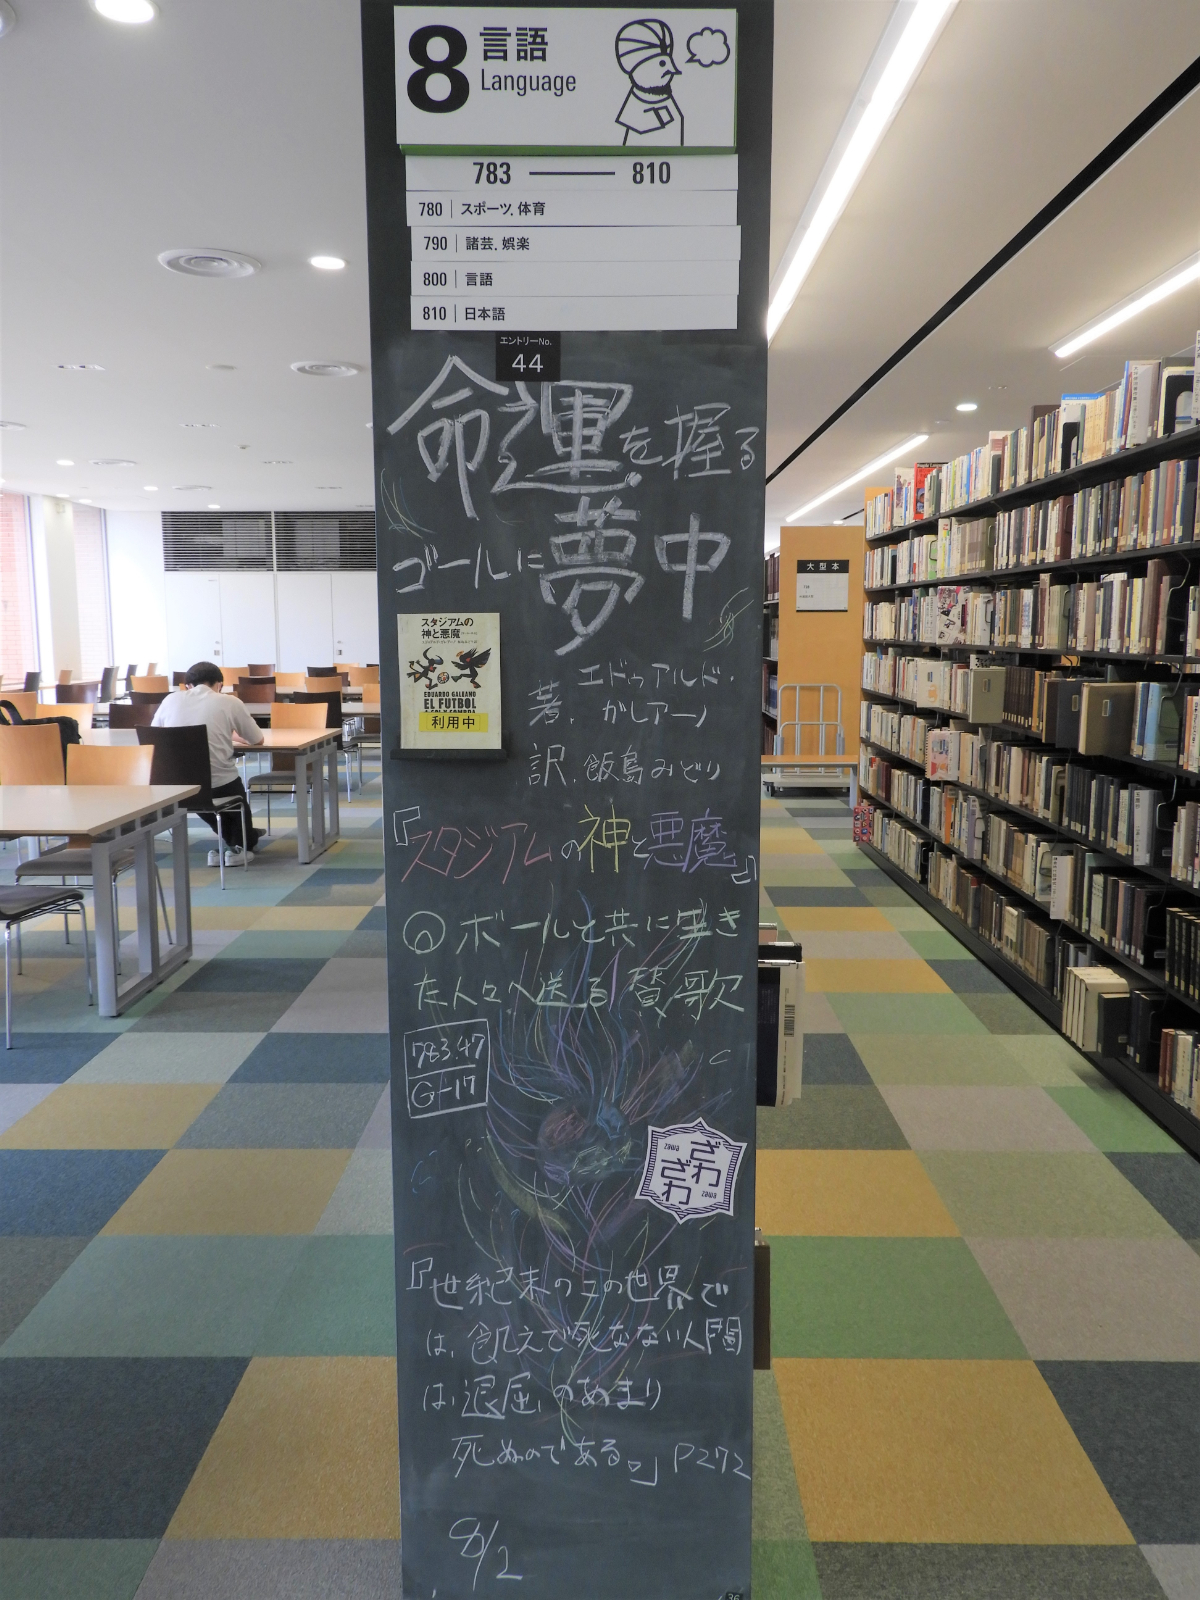 8
言語
Language
783 — 810
780 スポーツ.体育
790 諸芸.娯楽
800 言語
810 日本語
エントリーNo.
44
命運を握る
ゴールに夢中
スタジアムの
神と悪魔
EDUARDO GALEANO
EL FÚTBOL
利用中
著. エドゥアルド・
ガレアーノ
訳. 飯島みどり
『スタジアムの神と悪魔』
◎ボールと共に生き
た人々へ送る賛歌
783.47
G-17
ざわ
zawa
ざわ
zawa
『世紀末のこの世界で
は、飢えで死なない人間
は、退屈のあまり
死ぬのである。』P272
8/2
36
大型本